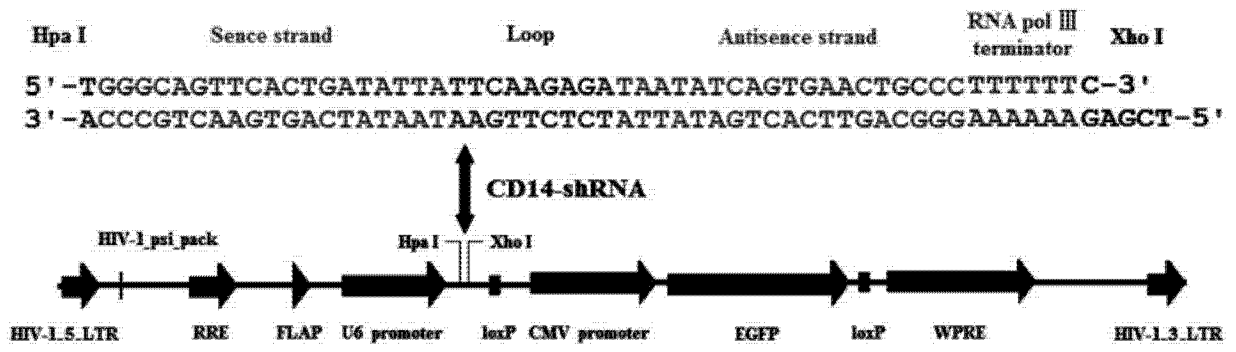 Hpa I Sence strand Loop Antisence strand RNA pol Ⅲ terminator Xho I
5'-TGGGCAGTTCACTGATATTATTCAAGAGATAATATCAGTGAACTGCCCTTTTTTC-3'
3'-ACCCGTCAAGTGACTATAATAAGTTCTCTATTATAGTCACTTGACGGGAAAAAAGAGCT-5'
CD14-shRNA
HIV-1_psi_pack Hpa I Xho I
HIV-1_5_LTR RRE FLAP U6 promoter loxP CMV promoter EGFP loxP WPRE HIV-1_3_LTR